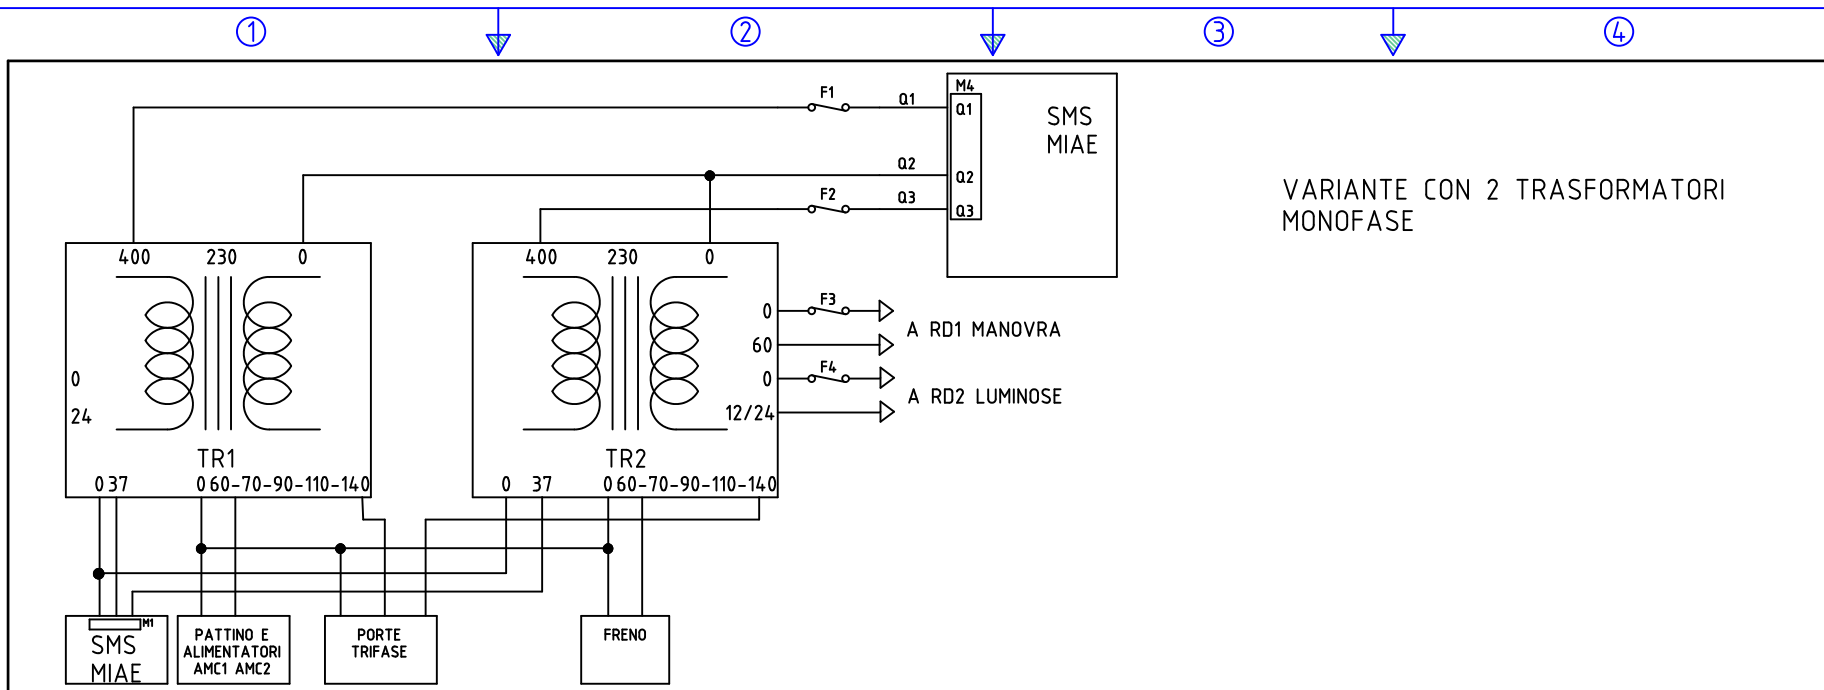 1 2 3 4
F1 Q1 M4
Q1 SMS
MIAE
Q2 Q2
F2 Q3 Q3
VARIANTE CON 2 TRASFORMATORI
MONOFASE
400 230 0
400 230 0
0 F3
A RD1 MANOVRA
60
0 F4
A RD2 LUMINOSE
12/24
0
24
TR1
TR2
0 37 0 60-70-90-110-140
0 37 0 60-70-90-110-140
M1
SMS
MIAE
PATTINO E
ALIMENTATORI
AMC1 AMC2
PORTE
TRIFASE
FRENO